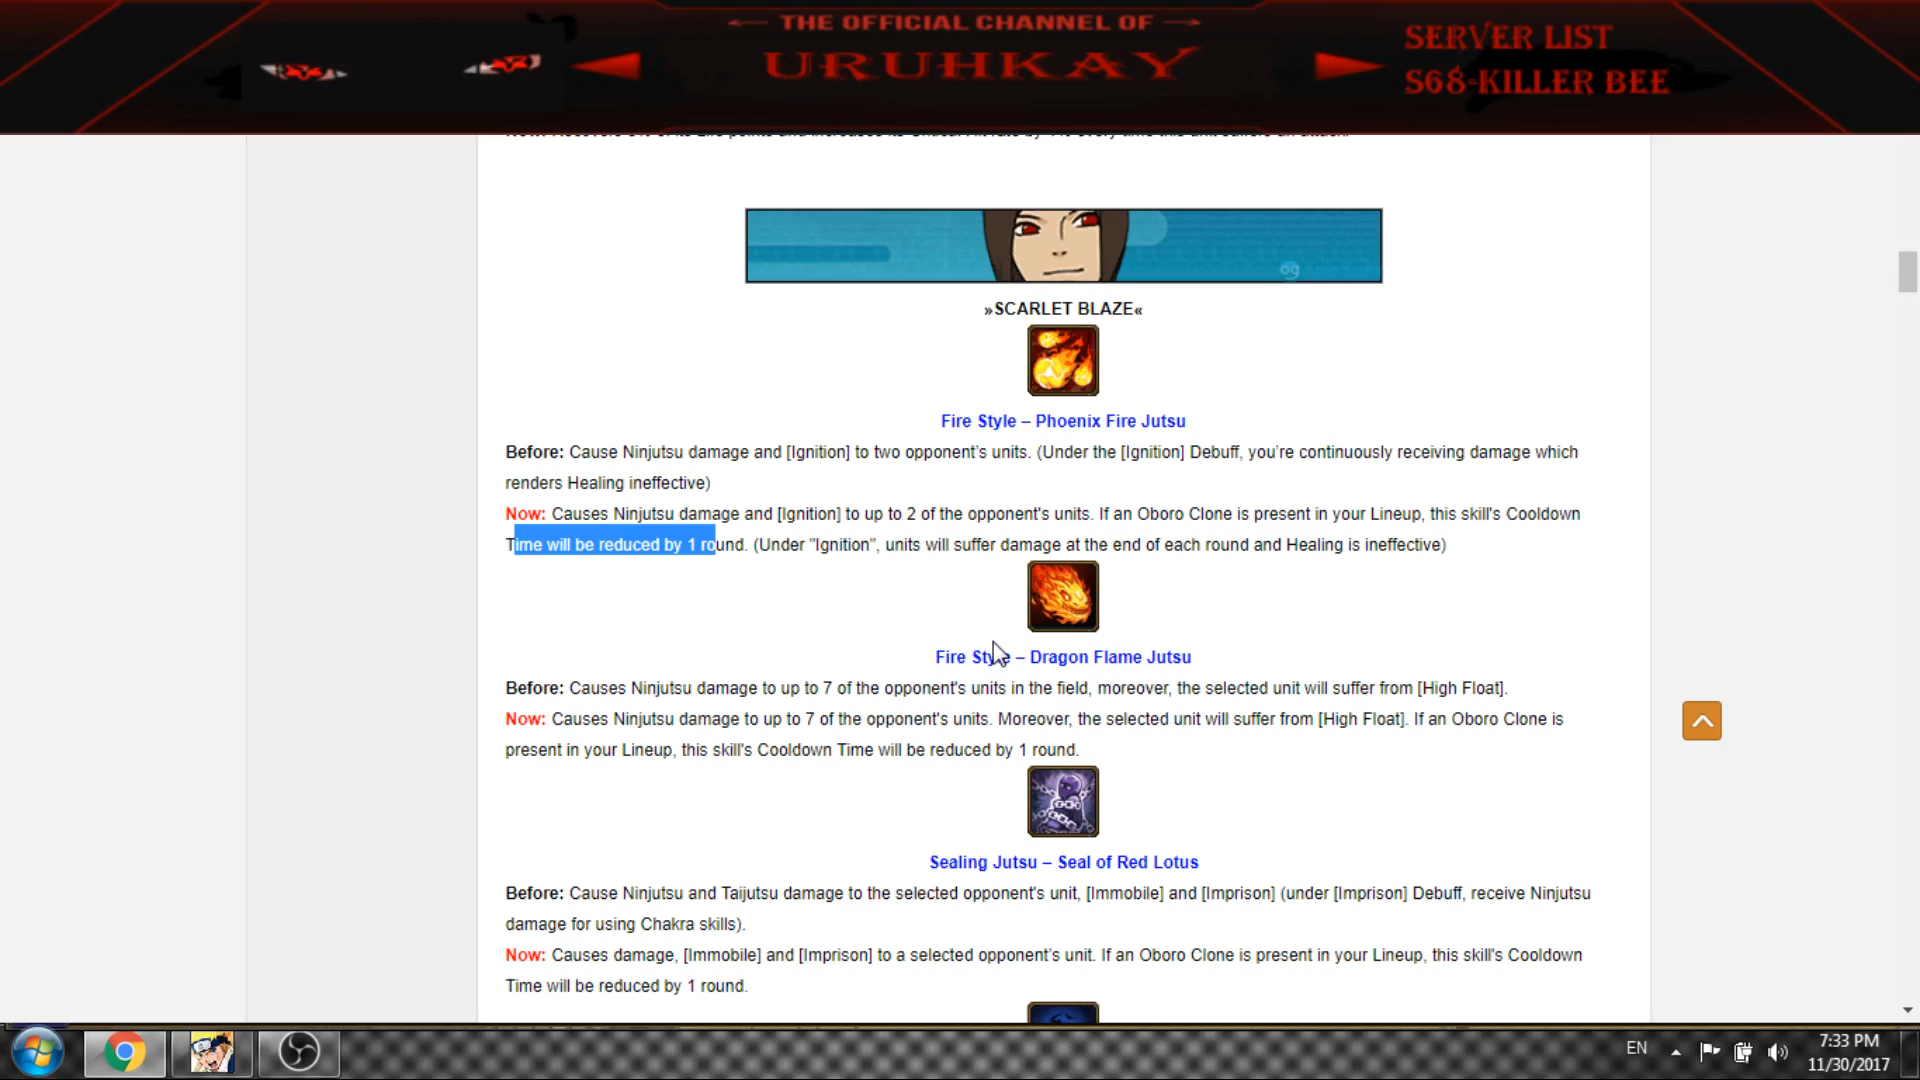 THE OFFICIAL CHANNEL OF
URUHKAY
SERVER LIST
S68-KILLER BEE
»SCARLET BLAZE«
Fire Style – Phoenix Fire Jutsu
Before: Cause Ninjutsu damage and [Ignition] to two opponent's units. (Under the [Ignition] Debuff, you're continuously receiving damage which
renders Healing ineffective)
Now: Causes Ninjutsu damage and [Ignition] to up to 2 of the opponent's units. If an Oboro Clone is present in your Lineup, this skill's Cooldown
Time will be reduced by 1 round. (Under "Ignition", units will suffer damage at the end of each round and Healing is ineffective)
Fire Style – Dragon Flame Jutsu
Before: Causes Ninjutsu damage to up to 7 of the opponent's units in the field, moreover, the selected unit will suffer from [High Float].
Now: Causes Ninjutsu damage to up to 7 of the opponent's units. Moreover, the selected unit will suffer from [High Float]. If an Oboro Clone is
present in your Lineup, this skill's Cooldown Time will be reduced by 1 round.
Sealing Jutsu – Seal of Red Lotus
Before: Cause Ninjutsu and Taijutsu damage to the selected opponent's unit, [Immobile] and [Imprison] (under [Imprison] Debuff, receive Ninjutsu
damage for using Chakra skills).
Now: Causes damage, [Immobile] and [Imprison] to a selected opponent's unit. If an Oboro Clone is present in your Lineup, this skill's Cooldown
Time will be reduced by 1 round.
EN
7:33 PM
11/30/2017